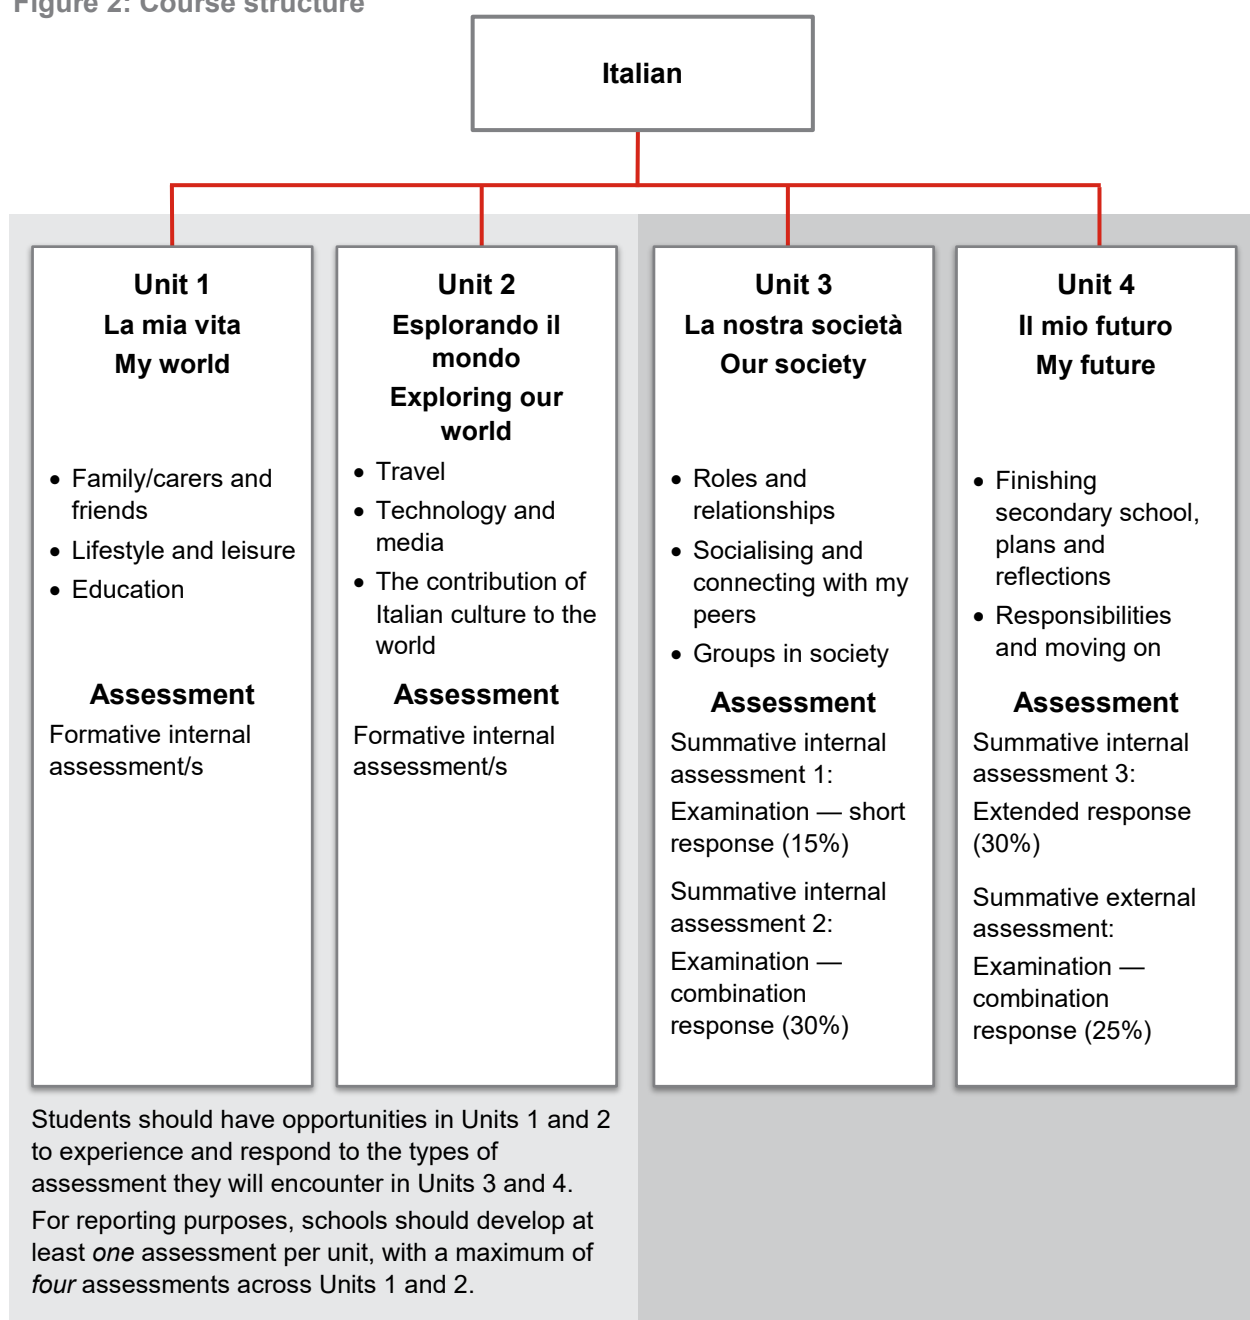 Figure 2: Course structure
Italian
Unit 1
La mia vita
My world
• Family/carers and
friends
• Lifestyle and leisure
• Education
Assessment
Formative internal
assessment/s
Unit 2
Esplorando il
mondo
Exploring our
world
• Travel
• Technology and
media
• The contribution of
Italian culture to the
world
Assessment
Formative internal
assessment/s
Unit 3
La nostra società
Our society
• Roles and
relationships
• Socialising and
connecting with my
peers
• Groups in society
Assessment
Summative internal
assessment 1:
Examination — short
response (15%)
Summative internal
assessment 2:
Examination —
combination
response (30%)
Unit 4
Il mio futuro
My future
• Finishing
secondary school,
plans and
reflections
• Responsibilities
and moving on
Assessment
Summative internal
assessment 3:
Extended response
(30%)
Summative external
assessment:
Examination —
combination
response (25%)
Students should have opportunities in Units 1 and 2
to experience and respond to the types of
assessment they will encounter in Units 3 and 4.
For reporting purposes, schools should develop at
least one assessment per unit, with a maximum of
four assessments across Units 1 and 2.